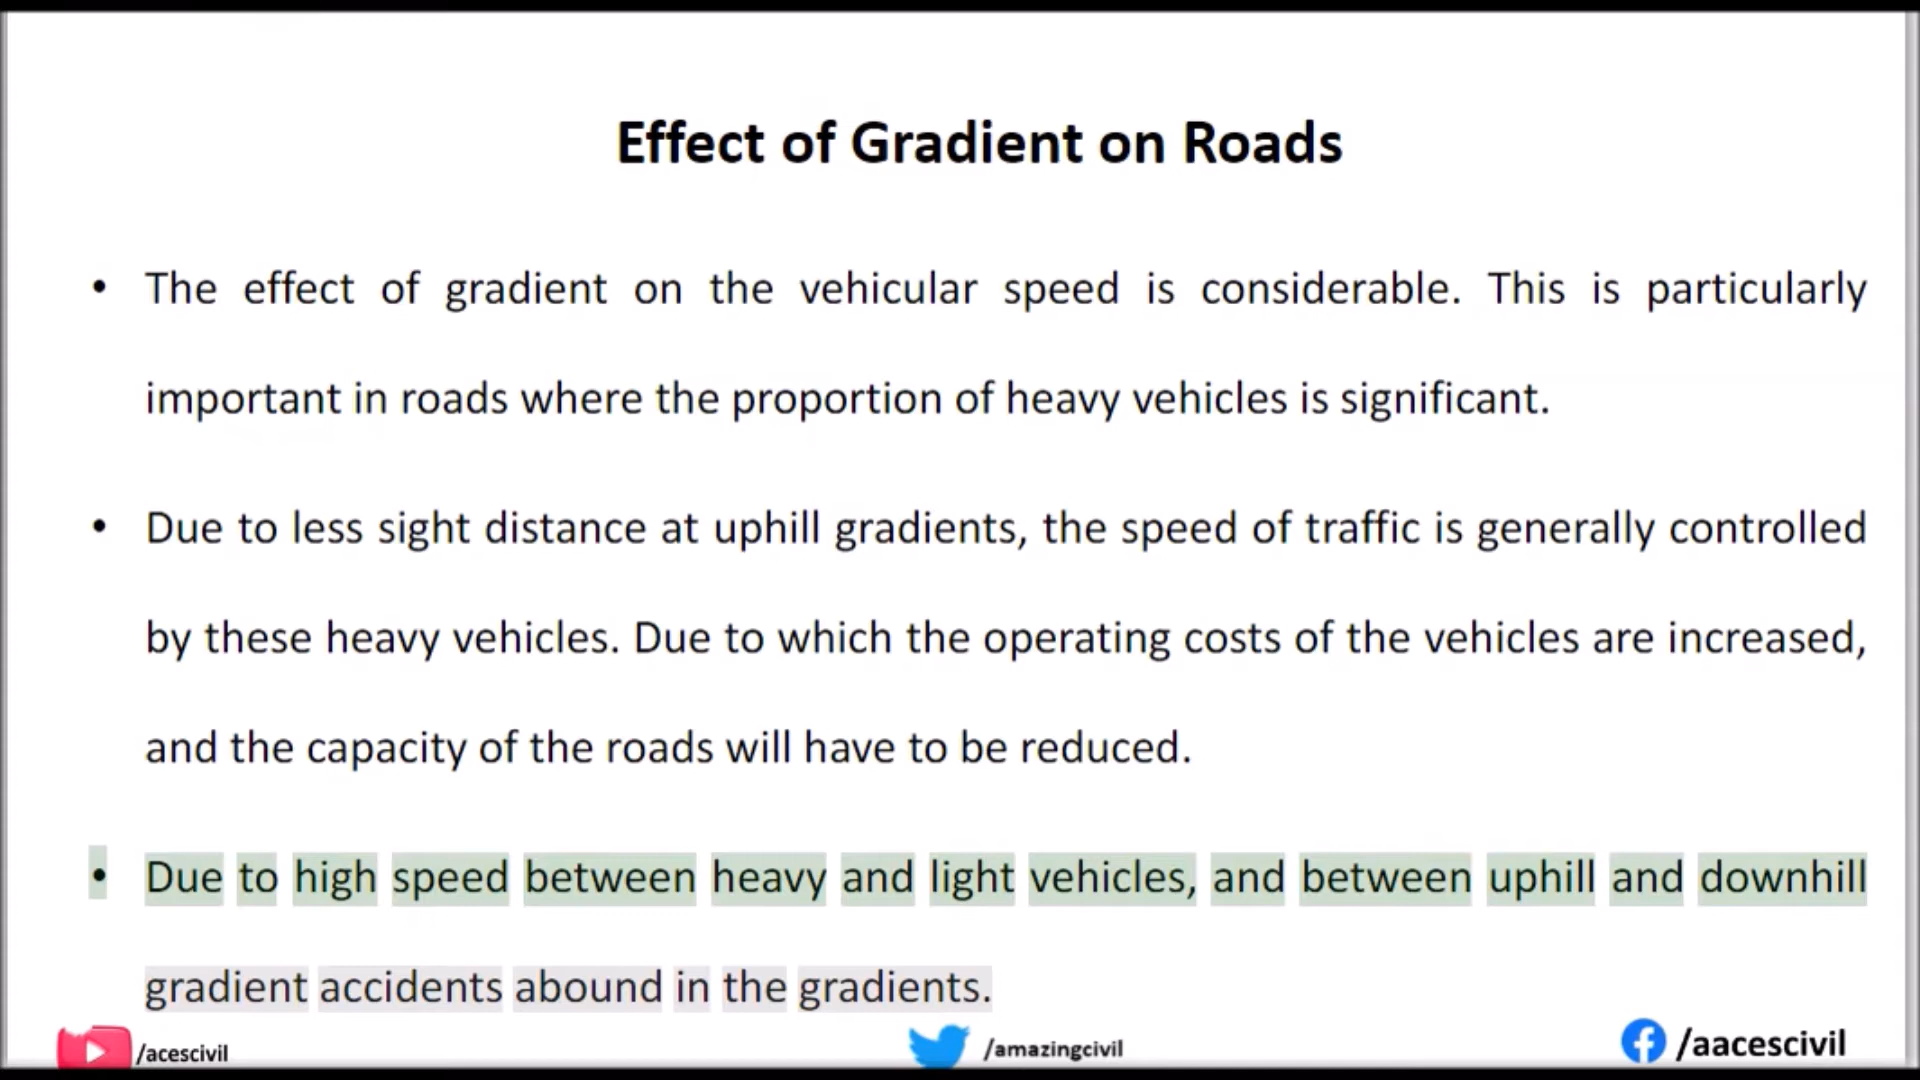 Effect of Gradient on Roads
• The effect of gradient on the vehicular speed is considerable. This is particularly
important in roads where the proportion of heavy vehicles is significant.
• Due to less sight distance at uphill gradients, the speed of traffic is generally controlled
by these heavy vehicles. Due to which the operating costs of the vehicles are increased,
and the capacity of the roads will have to be reduced.
• Due to high speed between heavy and light vehicles, and between uphill and downhill
gradient accidents abound in the gradients.
/acescivil
/amazingcivil
/aacescivil